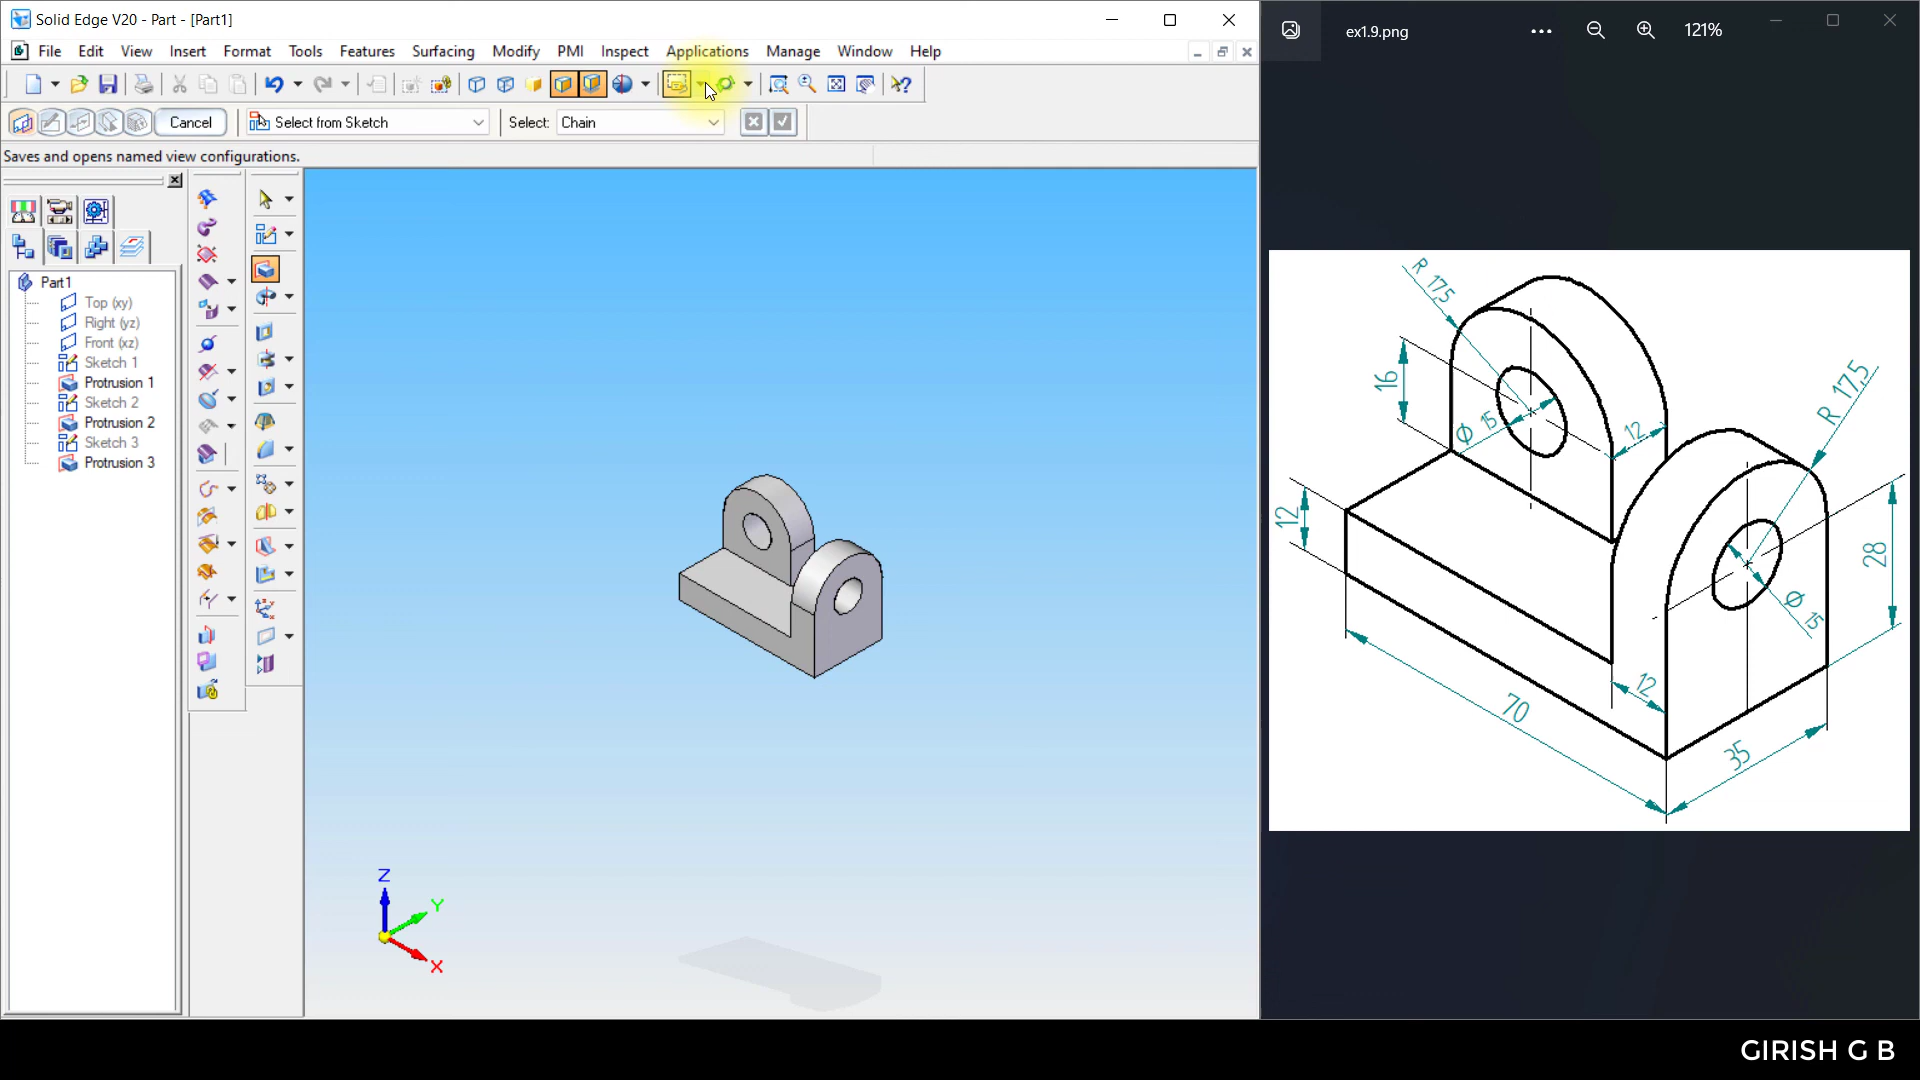 Solid Edge V20 - Part - [Part1]
File Edit View Insert Format Tools Features Surfacing Modify PMI Inspect Applications Manage Window Help
Cancel Select from Sketch Select: Chain
Saves and opens named view configurations.
Part1
Top (xy)
Right (yz)
Front (xz)
Sketch 1
Protrusion 1
Sketch 2
Protrusion 2
Sketch 3
Protrusion 3
Z
Y
X
ex1.9.png
121%
R 17,5
16
Ø 15
12
R 17,5
12
28
Ø 15
12
70
35
GIRISH G B